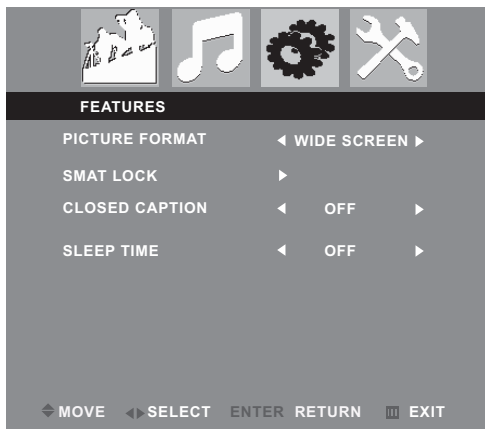 FEATURES
PICTURE FORMAT WIDE SCREEN
SMAT LOCK
CLOSED CAPTION OFF
SLEEP TIME OFF
MOVE SELECT ENTER RETURN EXIT